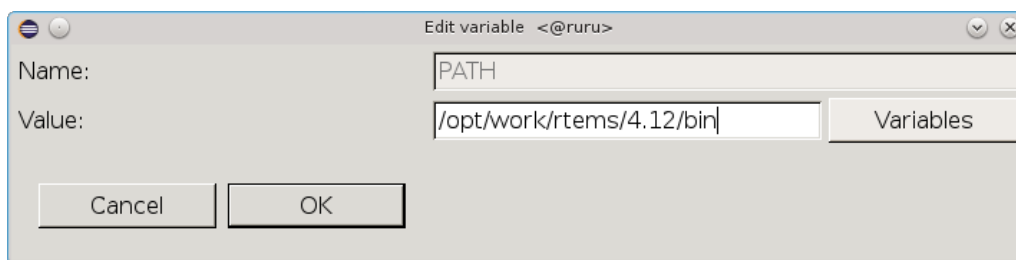 Edit variable <@ruru>
Name: PATH
Value: /opt/work/rtems/4.12/bin Variables
Cancel OK